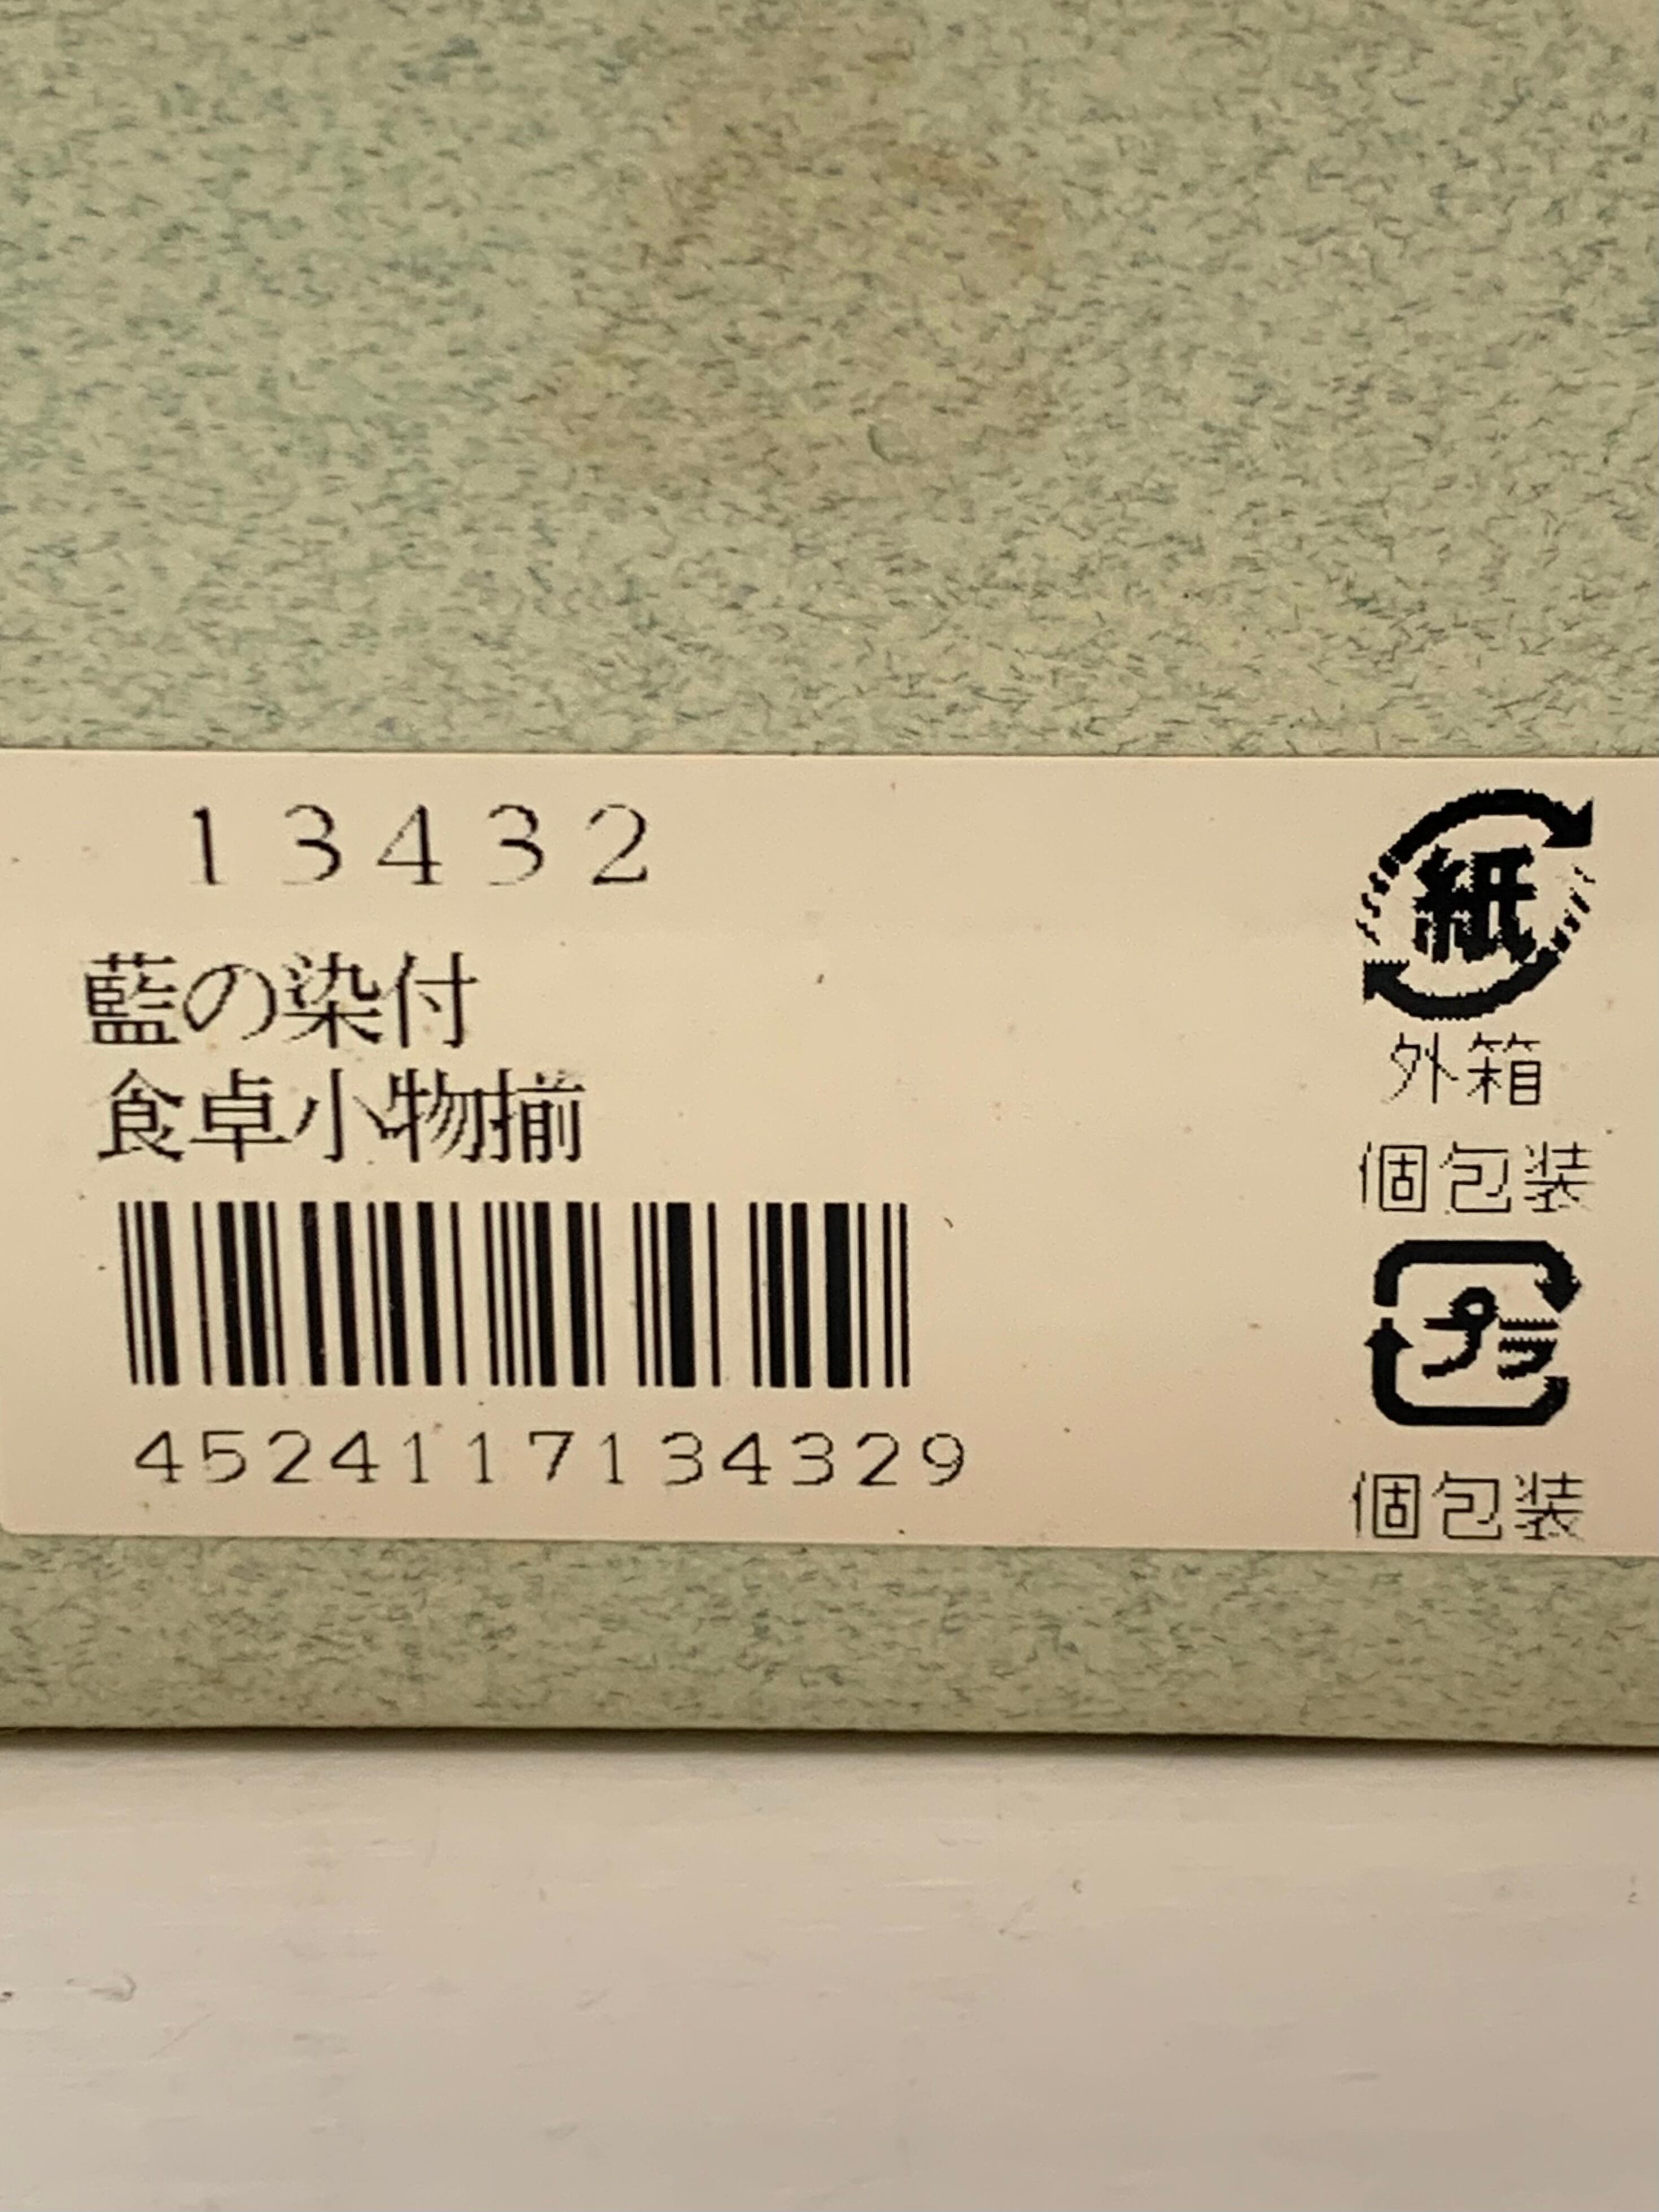 13432
藍の染付
食卓小物揃
4524117134329
紙
外箱
個包装
プラ
個包装